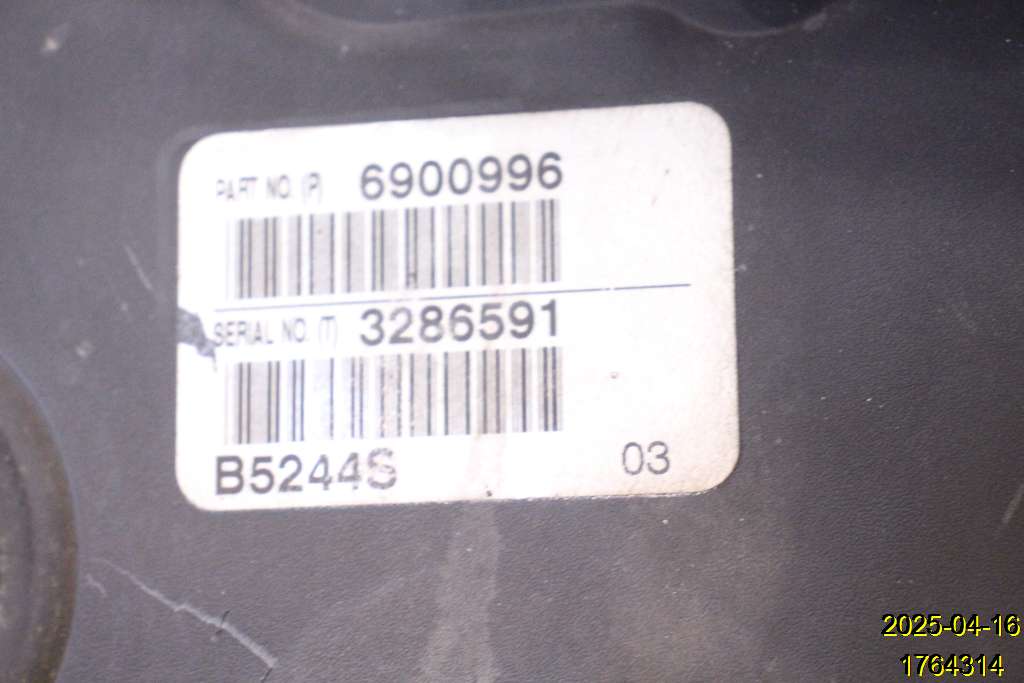 PART NO. (P) 6900996
SERIAL NO. (T) 3286591
B5244S 03
2025-04-16
1764314